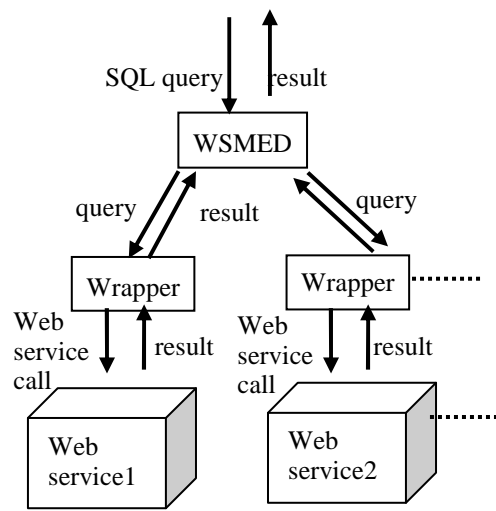 SQL query
result
WSMED
query
result
query
Wrapper
Wrapper
Web
service
call
result
Web
service
call
result
Web
service1
Web
service2